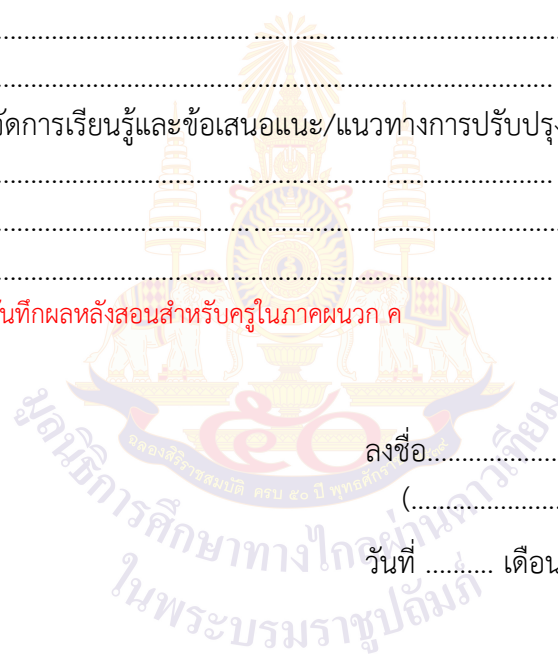 .................................................................................................
.................................................................................................
จัดการเรียนรู้และข้อเสนอแนะ/แนวทางการปรับปรุง
.................................................................................................
.................................................................................................
.................................................................................................
บันทึกผลหลังสอนสำหรับครูในภาคผนวก ค
ฉลองสิริราชสมบัติ ครบ ๕๐ ปี
๕๐
ลงชื่อ....................
(......................
วันที่ .......... เดือน
มูลนิธิการศึกษาทางไกลผ่านดาวเทียม
ในพระบรมราชูปถัมภ์